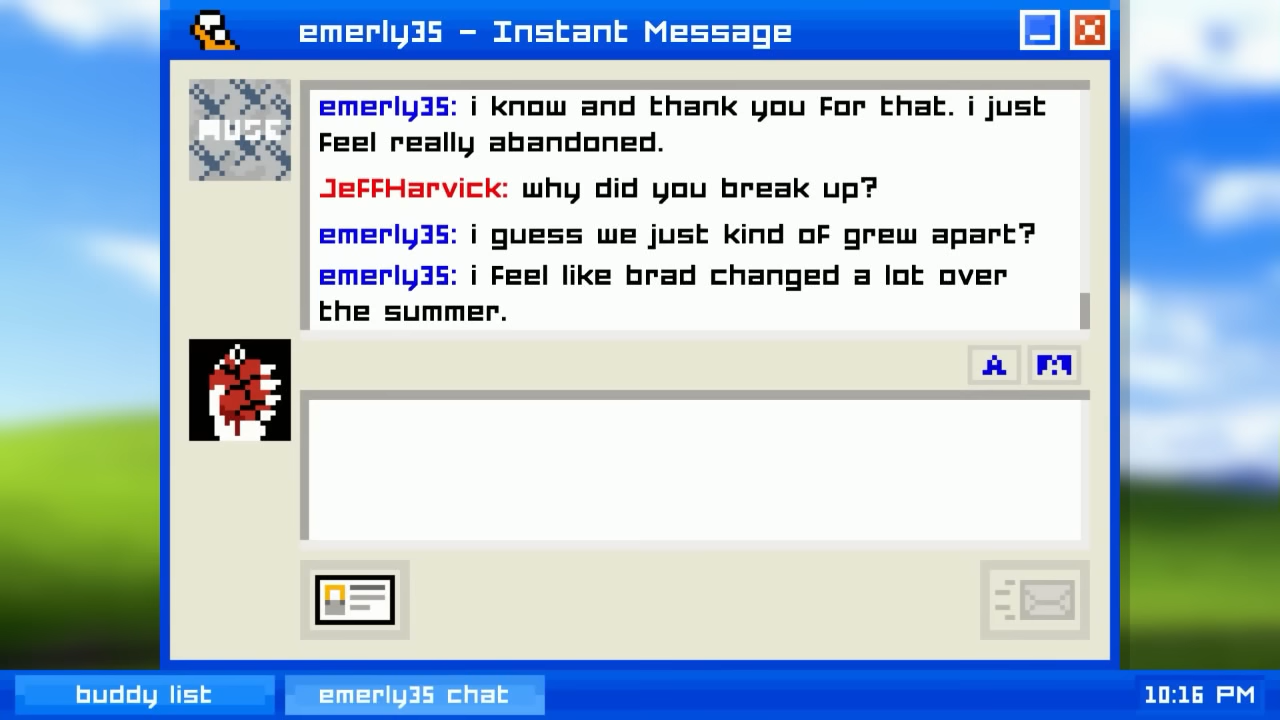 emerly35 - Instant Message
MUSE
emerly35: i know and thank you for that. i just
feel really abandoned.
JeffHarvick: why did you break up?
emerly35: i guess we just kind of grew apart?
emerly35: i feel like brad changed a lot over
the summer.
A
buddy list
emerly35 chat
10:16 PM